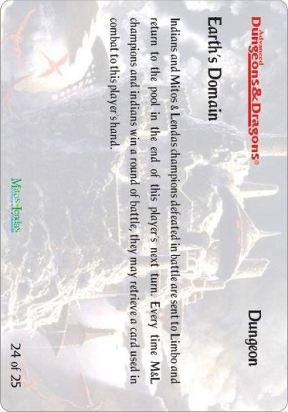 Advanced
Dungeons & Dragons®
Dungeon
Earth's Domain
Indians and Mitos & Lendas champions defeated in battle are sent to Limbo and
return to the pool in the end of this player's next turn. Every time M&L
champions and indians win a round of battle, they may retrieve a card used in
combat to this player's hand.
Mitos & Lendas
24 of 25